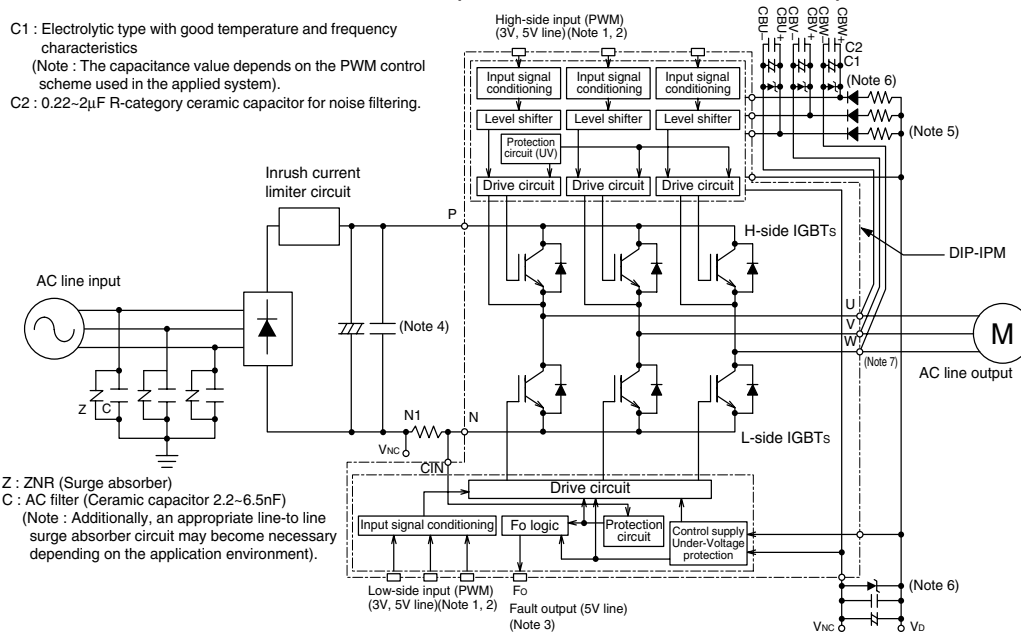 C1 : Electrolytic type with good temperature and frequency
characteristics
(Note : The capacitance value depends on the PWM control
scheme used in the applied system).
C2 : 0.22~2μF R-category ceramic capacitor for noise filtering.
High-side input (PWM)
(3V, 5V line)(Note 1, 2)
CBU–
CBU+
CBV–
CBV+
CBW–
CBW+
C2
C1
(Note 6)
(Note 5)
Input signal
conditioning
Input signal
conditioning
Input signal
conditioning
Level shifter
Level shifter
Level shifter
Protection
circuit (UV)
Drive circuit
Drive circuit
Drive circuit
Inrush current
limiter circuit
P
H-side IGBTS
DIP-IPM
AC line input
(Note 4)
U
V
W
(Note 7)
M
AC line output
Z
C
N1
N
VNC
CIN
L-side IGBTS
Z : ZNR (Surge absorber)
C : AC filter (Ceramic capacitor 2.2~6.5nF)
(Note : Additionally, an appropriate line-to line
surge absorber circuit may become necessary
depending on the application environment).
Drive circuit
Input signal conditioning
Fo logic
Protection
circuit
Control supply
Under-Voltage
protection
Low-side input (PWM)
(3V, 5V line)(Note 1, 2)
FO
Fault output (5V line)
(Note 3)
(Note 6)
VNC
VD